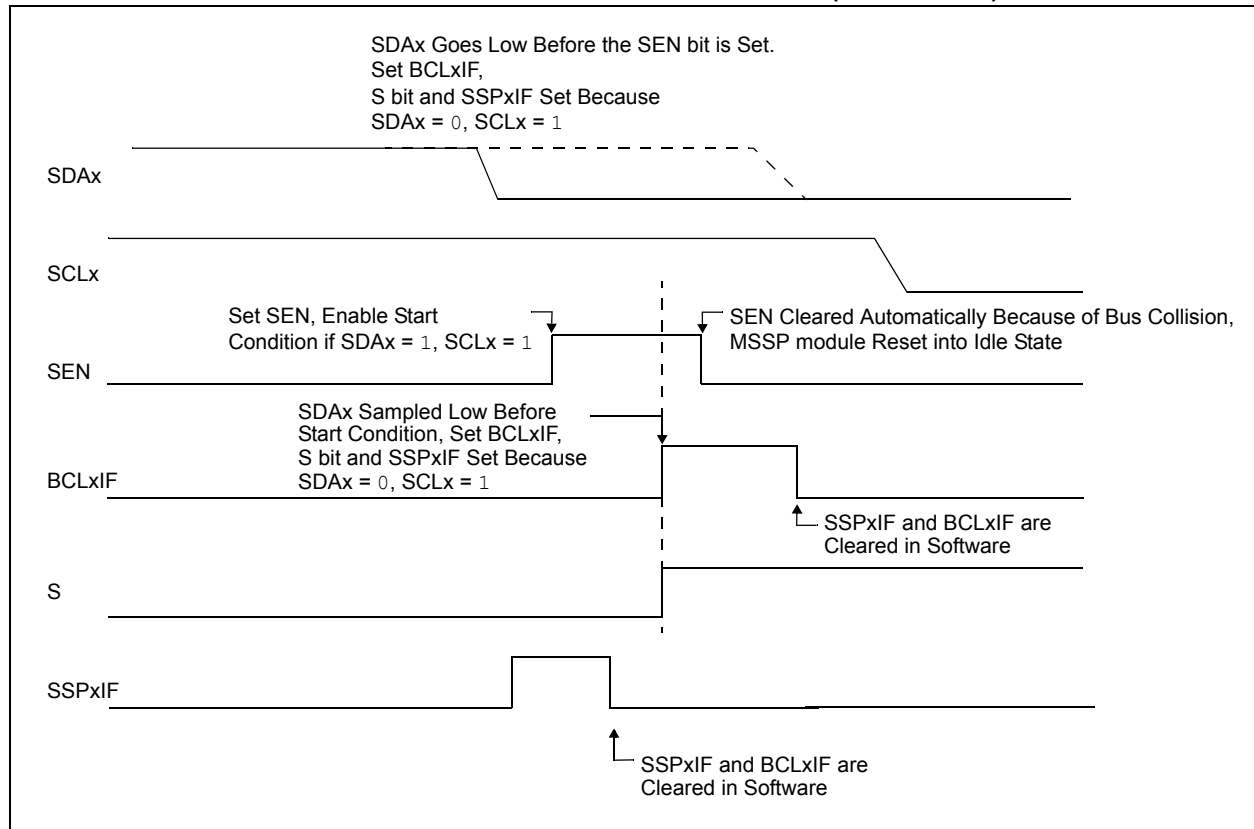 SDAx Goes Low Before the SEN bit is Set.
Set BCLxIF,
S bit and SSPxIF Set Because
SDAx = 0, SCLx = 1
SDAx
SCLx
Set SEN, Enable Start
Condition if SDAx = 1, SCLx = 1
SEN Cleared Automatically Because of Bus Collision,
MSSP module Reset into Idle State
SEN
SDAx Sampled Low Before
Start Condition, Set BCLxIF,
S bit and SSPxIF Set Because
SDAx = 0, SCLx = 1
BCLxIF
SSPxIF and BCLxIF are
Cleared in Software
S
SSPxIF
SSPxIF and BCLxIF are
Cleared in Software